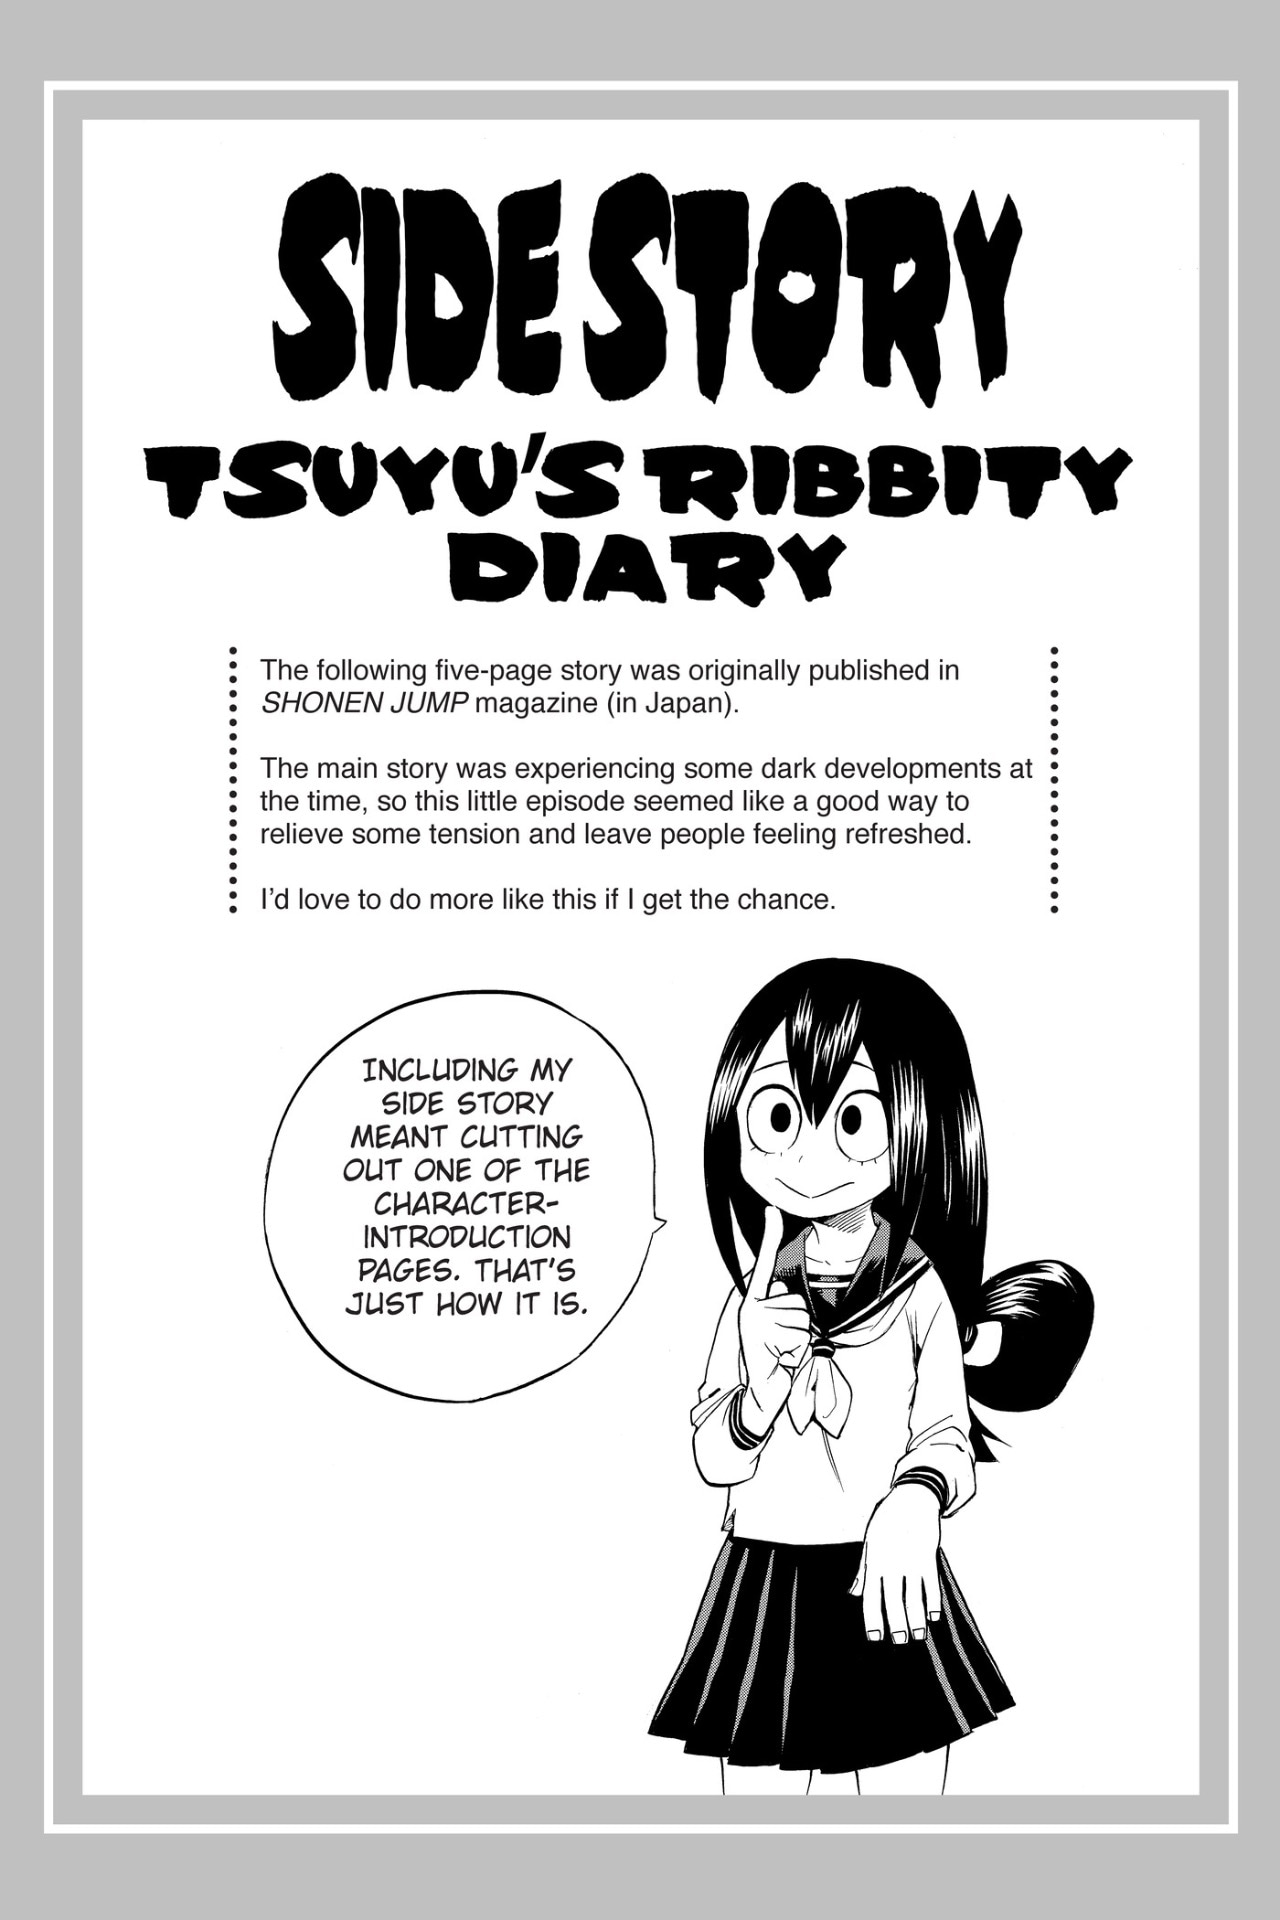 SIDE STORY
TSUYU'S RIBBITY
DIARY
The following five-page story was originally published in
SHONEN JUMP magazine (in Japan).
The main story was experiencing some dark developments at
the time, so this little episode seemed like a good way to
relieve some tension and leave people feeling refreshed.
I'd love to do more like this if I get the chance.
INCLUDING MY
SIDE STORY
MEANT CUTTING
OUT ONE OF THE
CHARACTER-
INTRODUCTION
PAGES. THAT'S
JUST HOW IT IS.